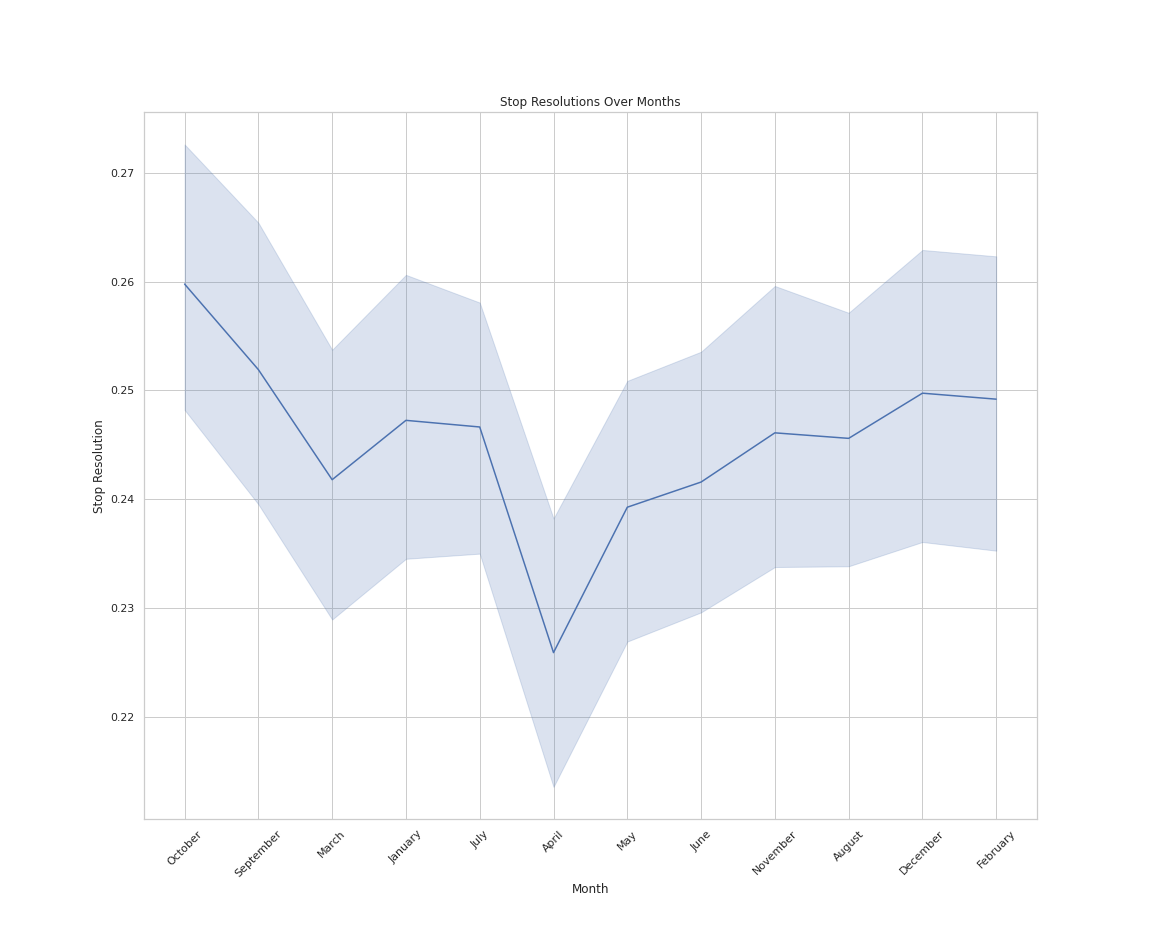 Stop Resolutions Over Months
0.27
0.26
0.25
0.24
0.23
0.22
Stop Resolution
October
September
March
January
July
April
May
June
November
August
December
February
Month